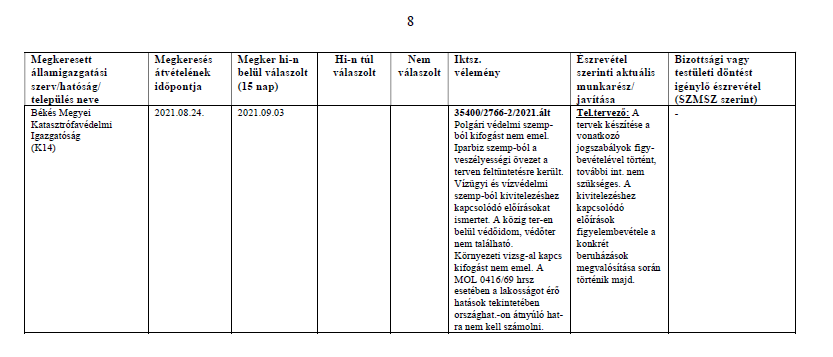 8
Megkeresett
államigazgatási
szerv/hatóság/
település neve
Megkeresés
átvételének
időpontja
Megker hi-n
belül válaszolt
(15 nap)
Hi-n túl
válaszolt
Nem
válaszolt
Iktsz.
vélemény
Észrevétel
szerinti aktuális
munkarész/
javítása
Bizottsági vagy
testületi döntést
igénylő észrevétel
(SZMSZ szerint)
Békés Megyei
Katasztrófavédelmi
Igazgatóság
(K14)
2021.08.24.
2021.09.03
35400/2766-2/2021.ált
Polgári védelmi szemp-
ból kifogást nem emel.
Iparbiz szemp-ból a
veszélyességi övezet a
terven feltüntetésre került.
Vízügyi és vízvédelmi
szemp-ból kivitelezéshez
kapcsolódó előírásokat
ismertet. A közig ter-en
belül védőidom, védőter
nem található.
Környezeti vizsg-al kapcs
kifogást nem emel. A
MOL 0416/69 hrsz
esetében a lakosságot érő
hatások tekintetében
országhat.-on átnyúló hat-
ra nem kell számolni.
Tel.tervező: A
tervek készítése a
vonatkozó
jogszabályok figy-
bevételével történt,
további int. nem
szükséges. A
kivitelezéshez
kapcsolódó
előírások
figyelembevétele a
konkrét
beruházások
megvalósítása során
történik majd.
-